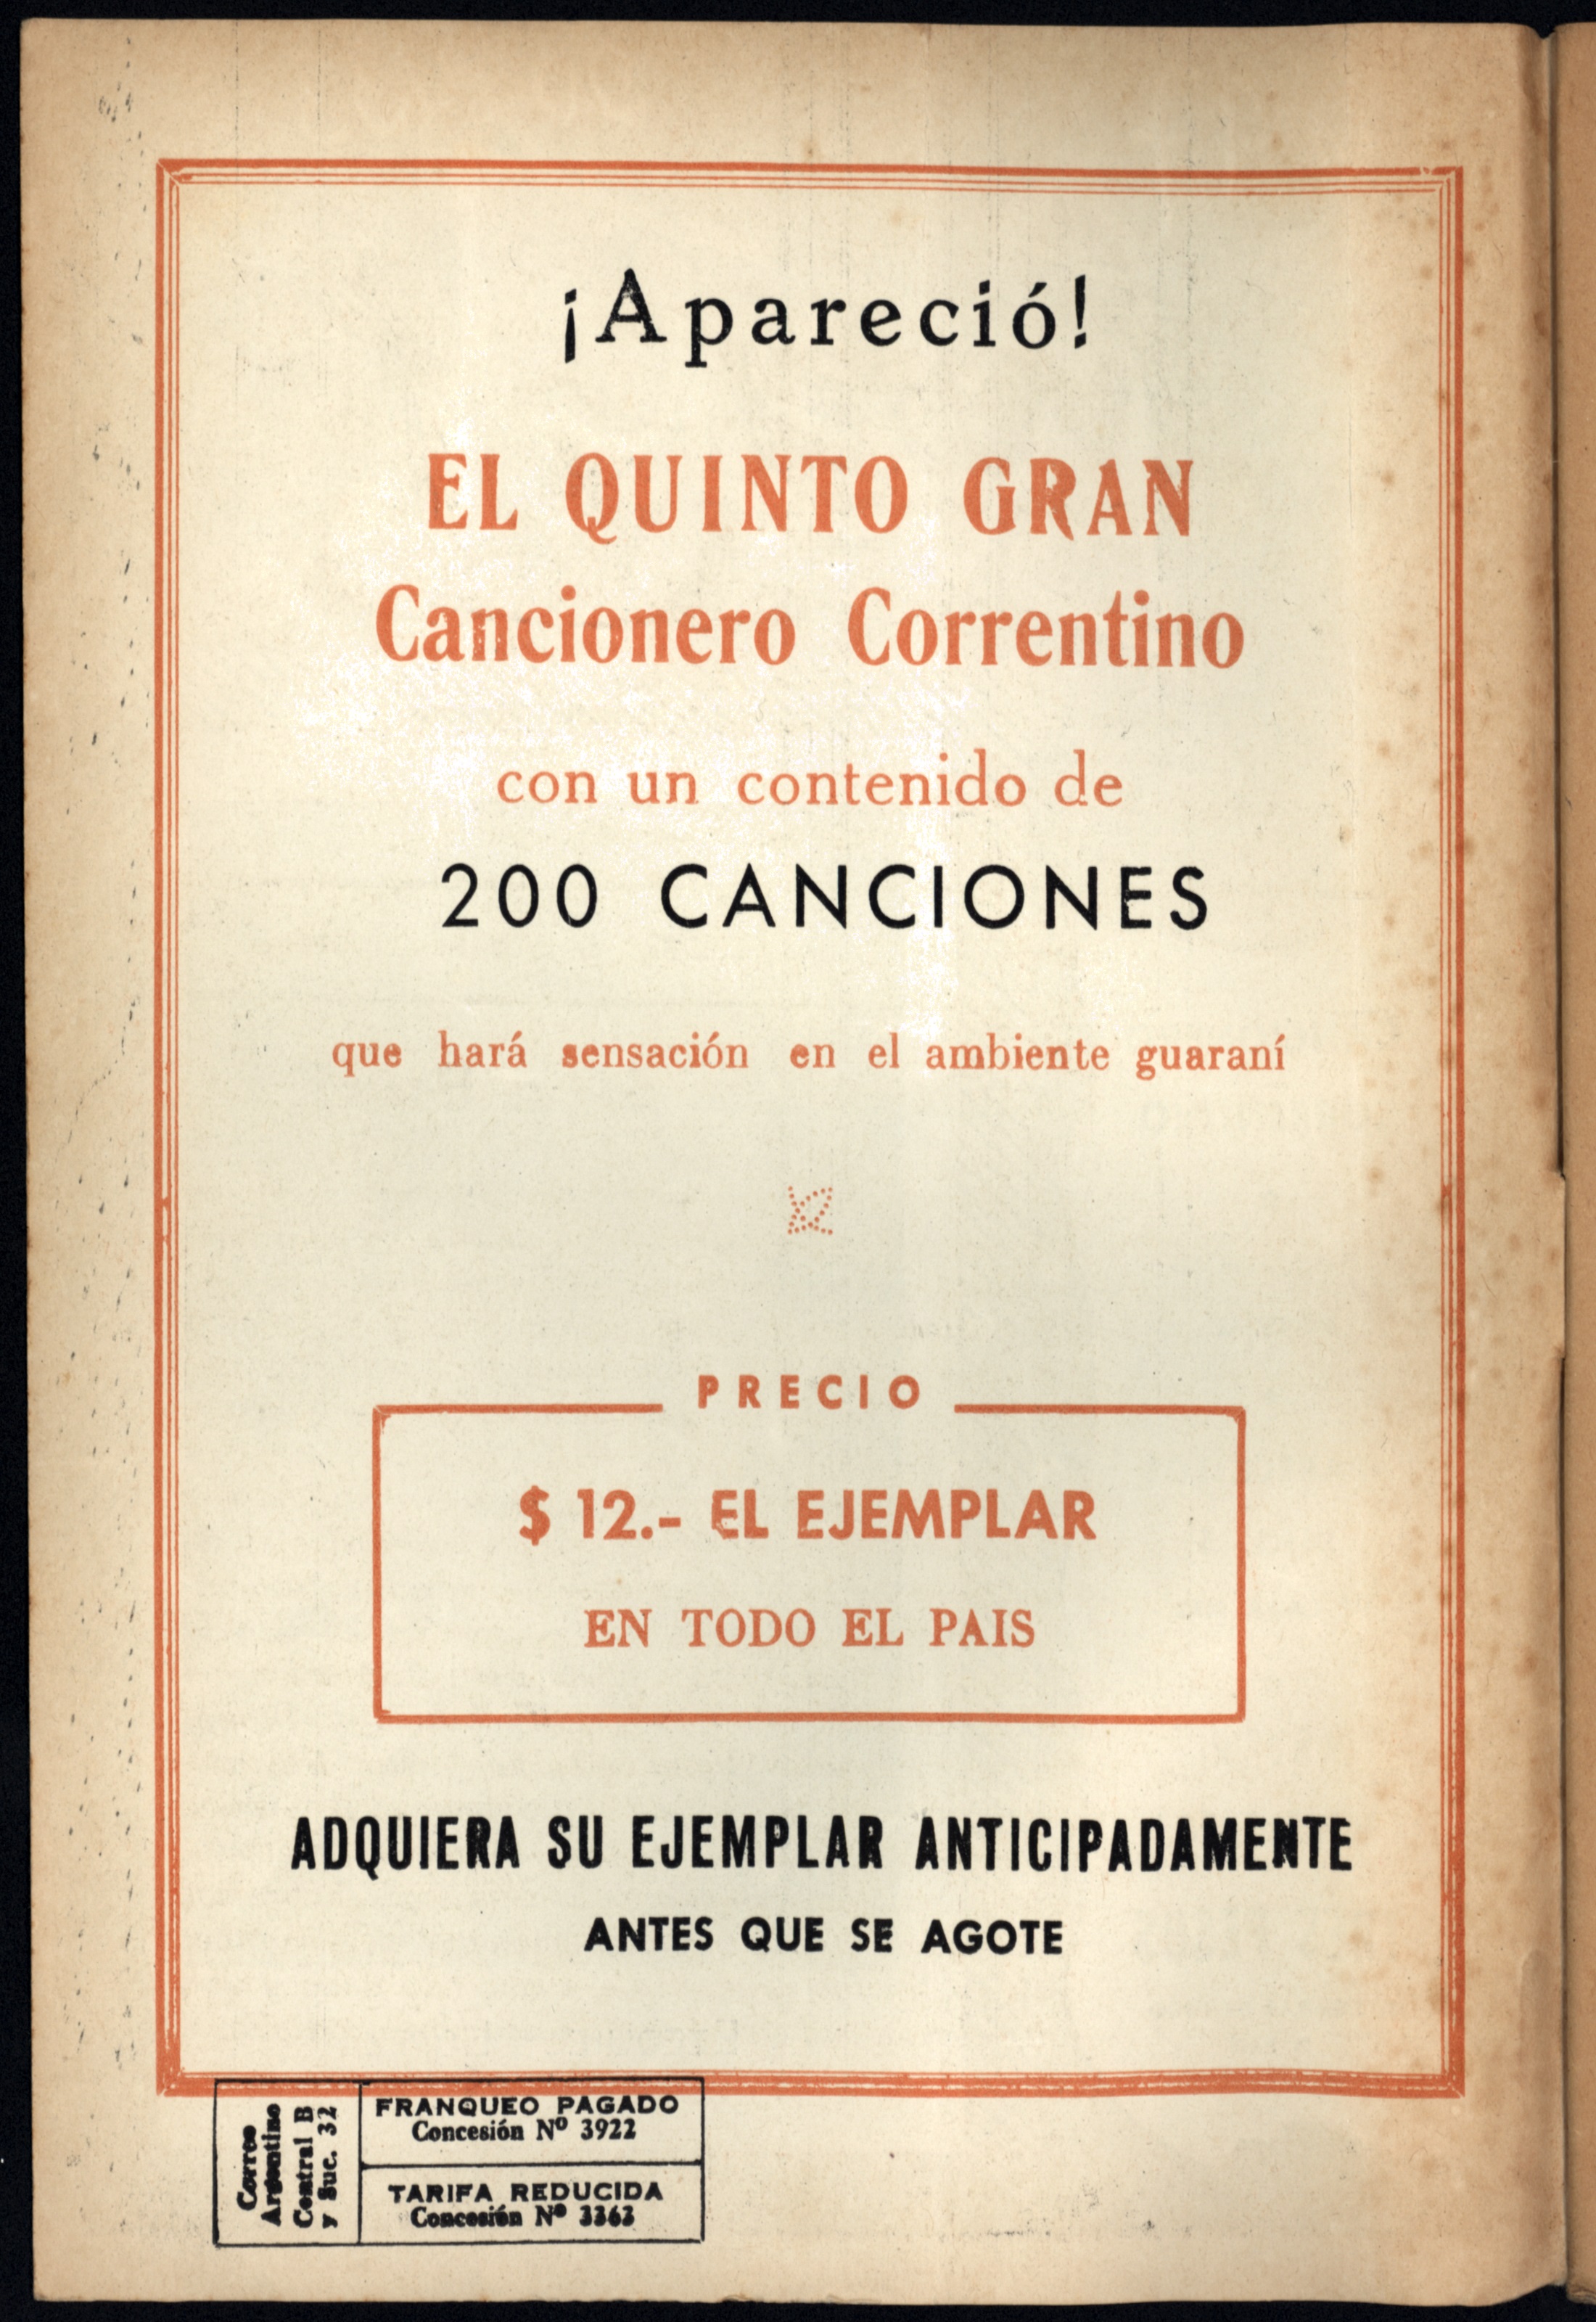 ¡Apareció!
EL QUINTO GRAN
Cancionero Correntino
con un contenido de
200 CANCIONES
que hará sensación en el ambiente guaraní
PRECIO
$ 12.- EL EJEMPLAR
EN TODO EL PAIS
ADQUIERA SU EJEMPLAR ANTICIPADAMENTE
ANTES QUE SE AGOTE
Correo
Argentino
Central B
y Suc. 32
FRANQUEO PAGADO
Concesión Nº 3922
TARIFA REDUCIDA
Concesión Nº 3363